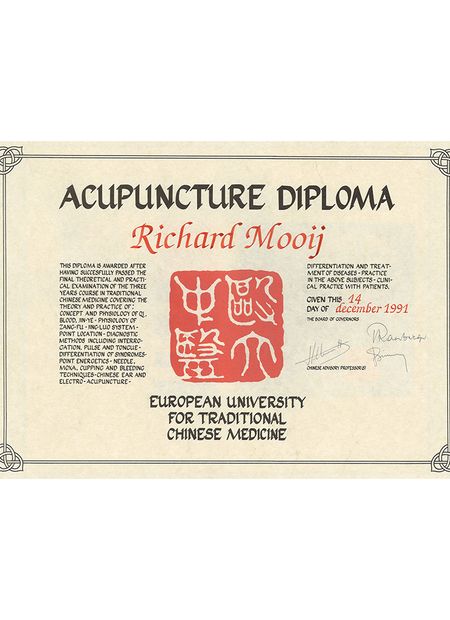 ACUPUNCTURE DIPLOMA
Richard Mooij
THIS DIPLOMA IS AWARDED AFTER
HAVING SUCCESFULLY PASSED THE
FINAL THEORETICAL AND PRACTI-
CAL EXAMINATION OF THE THREE
YEARS COURSE IN TRADITIONAL
CHINESE MEDICINE COVERING THE
THEORY AND PRACTICE OF :
CONCEPT AND PHYSIOLOGY OF QI,
BLOOD, JIN-YE - PHYSIOLOGY OF
ZANG-FU - JING-LUO SYSTEM -
POINT LOCATION - DIAGNOSTIC
METHODS INCLUDING INTERRO-
GATION, PULSE AND TONGUE -
DIFFERENTIATION OF SYNDROMES -
POINT ENERGETICS - NEEDLE,
MOXA, CUPPING AND BLEEDING
TECHNIQUES - CHINESE EAR AND
ELECTRO - ACUPUNCTURE -
歐大
中醫
DIFFERENTIATION AND TREAT-
MENT OF DISEASES - PRACTICE
IN THE ABOVE SUBJECTS - CLINI-
CAL PRACTICE WITH PATIENTS.
GIVEN THIS 14
DAY OF december 1991
THE BOARD OF GOVERNORS
CHINESE ADVISORY PROFESSOR(S)
EUROPEAN UNIVERSITY
FOR TRADITIONAL
CHINESE MEDICINE